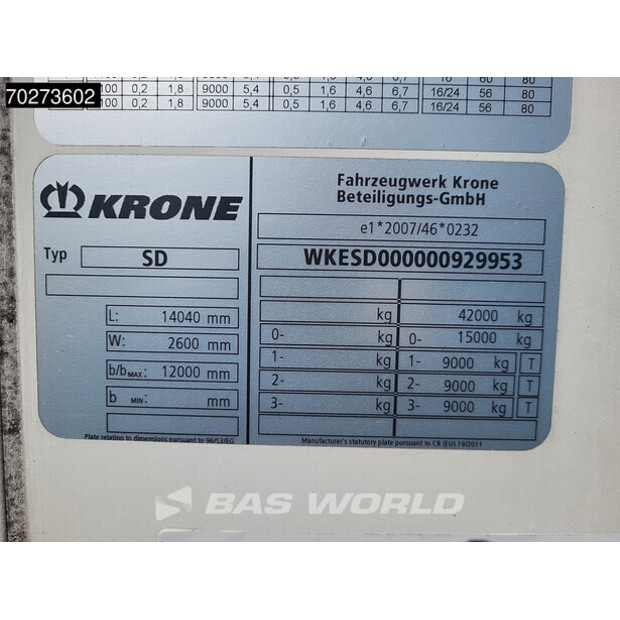 70273602
100 0,2 1,8 9000 5,4 0,5 1,6 4,6 6,7 16 60 80
100 0,2 1,8 9000 5,4 0,5 1,6 4,6 6,7 16/24 56 80
KRONE
Fahrzeugwerk Krone
Beteiligungs-GmbH
e1*2007/46*0232
Typ SD
WKESD000000929953
L: 14040 mm
W: 2600 mm
b/b MAX: 12000 mm
b MIN: mm
kg 42000 kg
0- kg 0- 15000 kg
1- kg 1- 9000 kg T
2- kg 2- 9000 kg T
3- kg 3- 9000 kg T
Plate relating to dimensions pursuant to 96/53/EG
Manufacturer's statutory plate pursuant to CR (EU) 19/2011
BAS WORLD